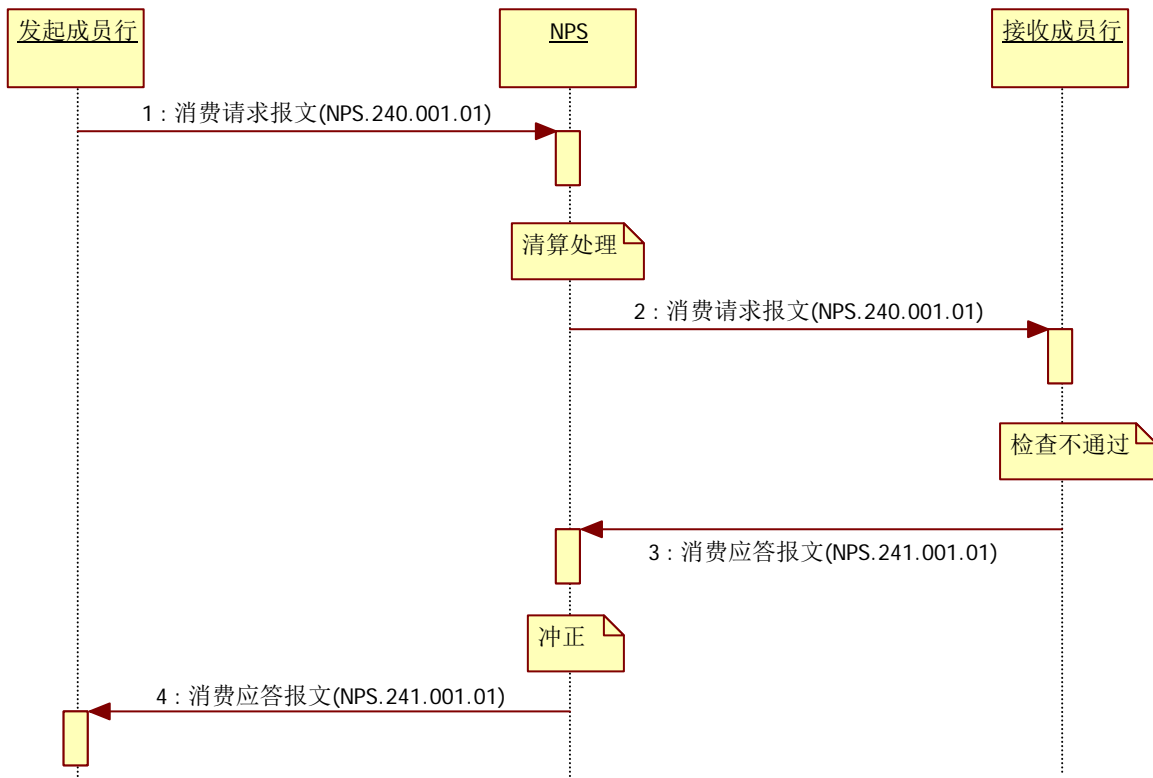 发起成员行
NPS
接收成员行
1 : 消费请求报文(NPS.240.001.01)
清算处理
2 : 消费请求报文(NPS.240.001.01)
检查不通过
3 : 消费应答报文(NPS.241.001.01)
冲正
4 : 消费应答报文(NPS.241.001.01)